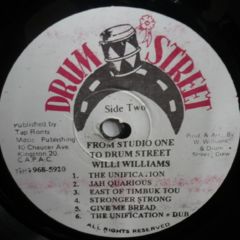 DRUM STREET
Side Two
Published by
Tap Roots
Music Publishing
10 Chaucer Ave.
Kingston 20.
C.A.P.A.C.
968-5920
Prod. & Arr. By
W. Williams
& Drum
Street Crew
FROM STUDIO ONE
TO DRUM STREET
WILLI WILLIAMS
1. THE UNIFICATION
2. JAH QUARIOUS
3. EAST OF TIMBUK TOO
4. STRONGER STRONG
5. GIVE ME BREAD
6. THE UNIFICATION DUB
ALL RIGHTS RESERVED